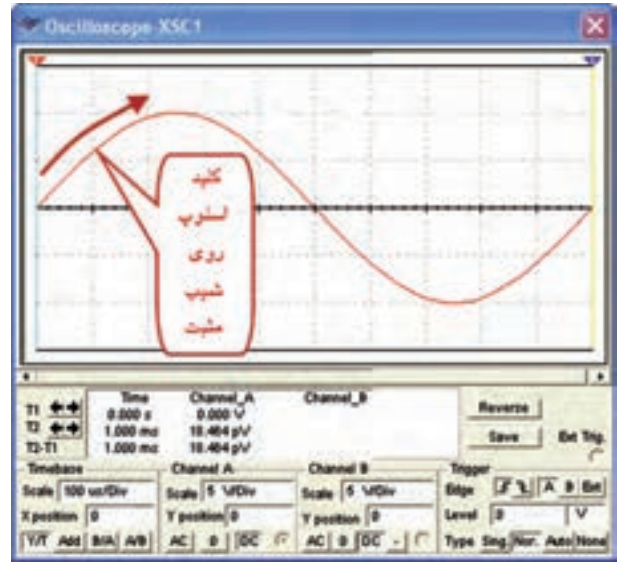 Oscilloscope-XSC1
کلید
اسلوپ
روی
شیب
مثبت
Time Channel_A Channel_B
T1 0.000 s 0.000 V
T2 1.000 ms 18.464 pV
T2-T1 1.000 ms 18.464 pV
Reverse
Save
Ext Trig.
Timebase Channel A Channel B Trigger
Scale 100 us/Div Scale 5 V/Div Scale 5 V/Div Edge A B Ext
X position 0 Y position 0 Y position 0 Level 0 V
Y/T Add B/A A/B AC 0 DC AC 0 DC - Type Sing. Nor. Auto None